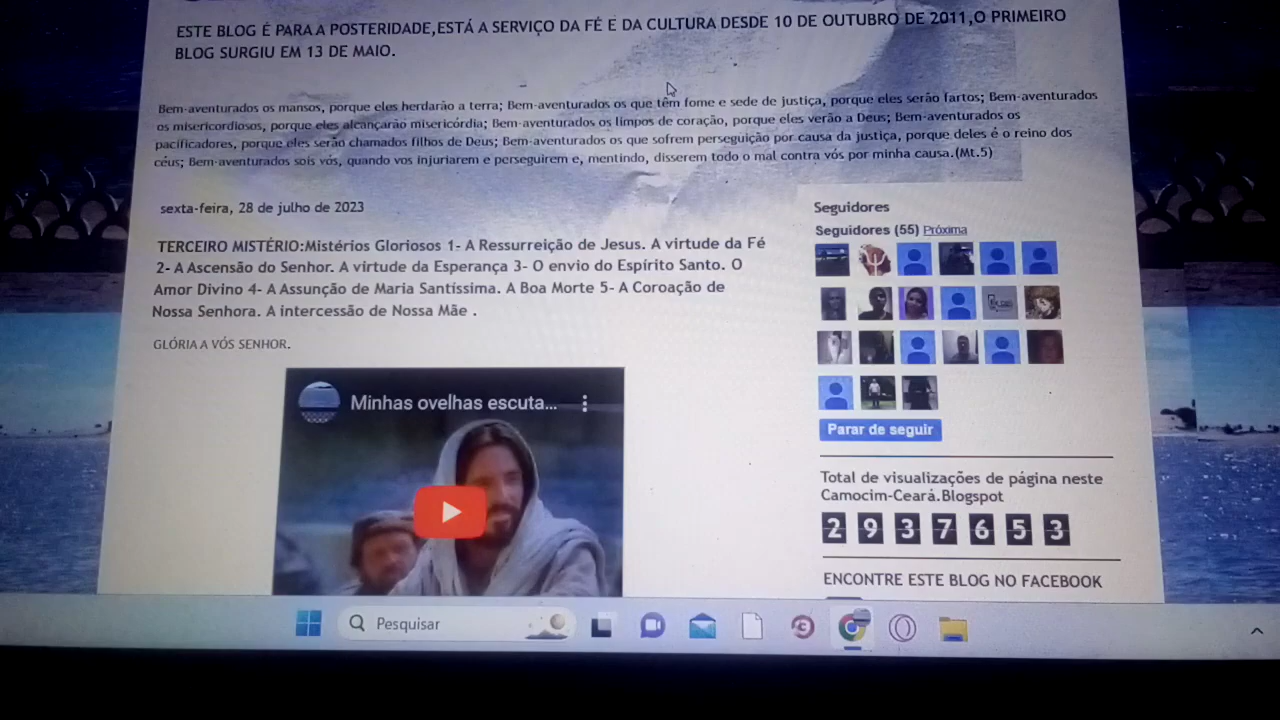 ESTE BLOG É PARA A POSTERIDADE,ESTÁ A SERVIÇO DA FÉ E DA CULTURA DESDE 10 DE OUTUBRO DE 2011,O PRIMEIRO
BLOG SURGIU EM 13 DE MAIO.
Bem-aventurados os mansos, porque eles herdarão a terra; Bem-aventurados os que têm fome e sede de justiça, porque eles serão fartos; Bem-aventurados
os misericordiosos, porque eles alcançarão misericórdia; Bem-aventurados os limpos de coração, porque eles verão a Deus; Bem-aventurados os
pacificadores, porque eles serão chamados filhos de Deus; Bem-aventurados os que sofrem perseguição por causa da justiça, porque deles é o reino dos
céus; Bem-aventurados sois vós, quando vos injuriarem e perseguirem e, mentindo, disserem todo o mal contra vós por minha causa.(Mt.5)
sexta-feira, 28 de julho de 2023
TERCEIRO MISTÉRIO:Mistérios Gloriosos 1- A Ressurreição de Jesus. A virtude da Fé
2- A Ascensão do Senhor. A virtude da Esperança 3- O envio do Espírito Santo. O
Amor Divino 4- A Assunção de Maria Santíssima. A Boa Morte 5- A Coroação de
Nossa Senhora. A intercessão de Nossa Mãe .
GLÓRIA A VÓS SENHOR.
Minhas ovelhas escuta...
Seguidores
Seguidores (55) Próxima
Parar de seguir
Total de visualizações de página neste
Camocim-Ceará.Blogspot
2937653
ENCONTRE ESTE BLOG NO FACEBOOK
Pesquisar